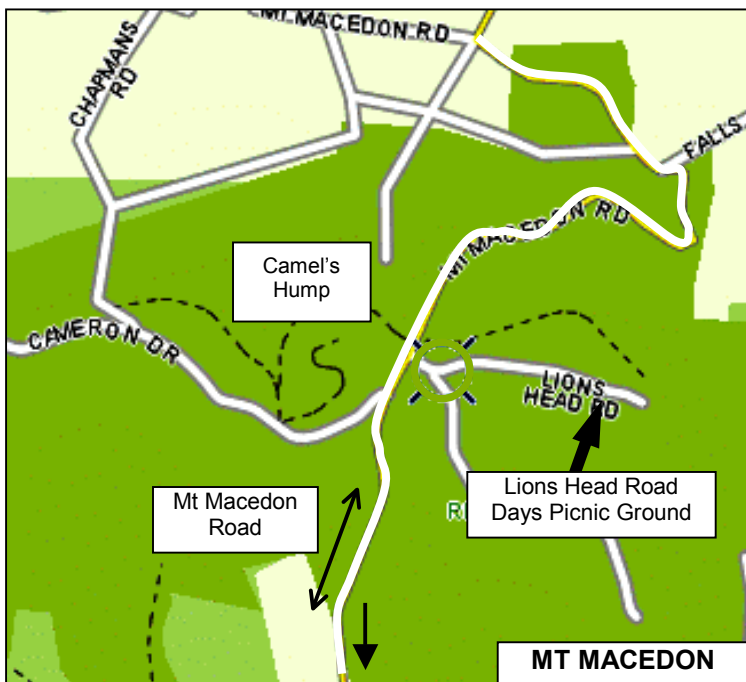 MT MACEDON RD
CHAPMANS
RD
FALLS
MT MACEDON RD
Camel's
Hump
CAMERON DR
LIONS
HEAD RD
Mt Macedon
Road
Lions Head Road
Days Picnic Ground
MT MACEDON